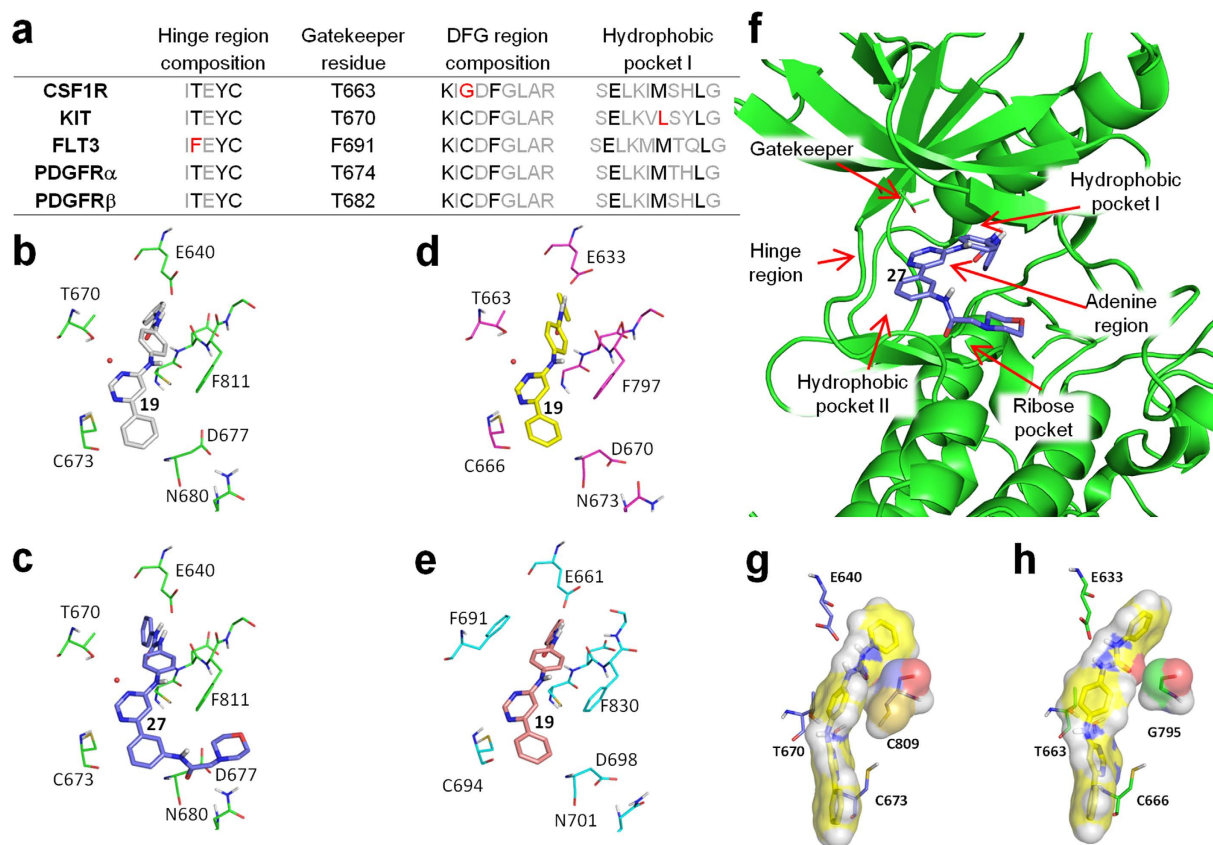 a
Hinge region composition
Gatekeeper residue
DFG region composition
Hydrophobic pocket I
CSF1R ITEYC T663 KIGDFGLAR SELKIMSHLG
KIT ITEYC T670 KICDFGLAR SELKVLSYLG
FLT3 IFEYC F691 KICDFGLAR SELKMMTQLG
PDGFRα ITEYC T674 KICDFGLAR SELKIMTHLG
PDGFRβ ITEYC T682 KICDFGLAR SELKIMSHLG
b
E640
T670
F811
19
D677
C673
N680
c
E640
T670
F811
27
C673
D677
N680
d
E633
T663
F797
19
D670
C666
N673
e
E661
F691
F830
19
D698
C694
N701
f
Gatekeeper
Hydrophobic
pocket I
Hinge
region
27
Adenine
region
Hydrophobic
pocket II
Ribose
pocket
g
E640
T670
C809
C673
h
E633
T663
G795
C666